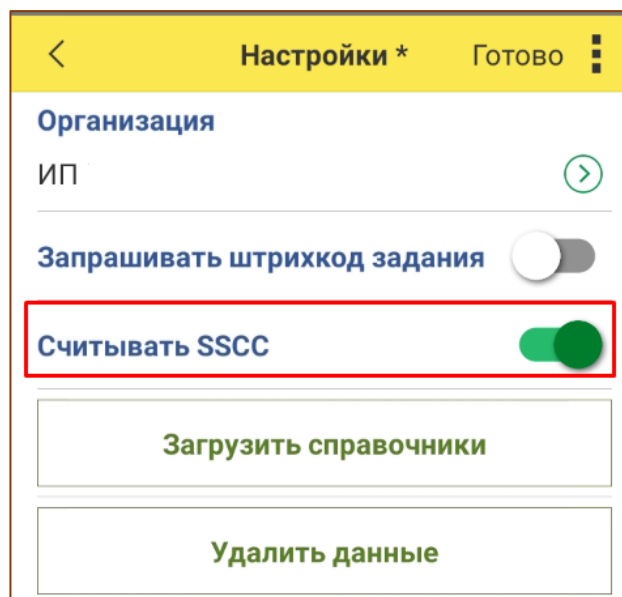 Настройки * Готово
Организация
ИП
Запрашивать штрихкод задания
Считывать SSCC
Загрузить справочники
Удалить данные